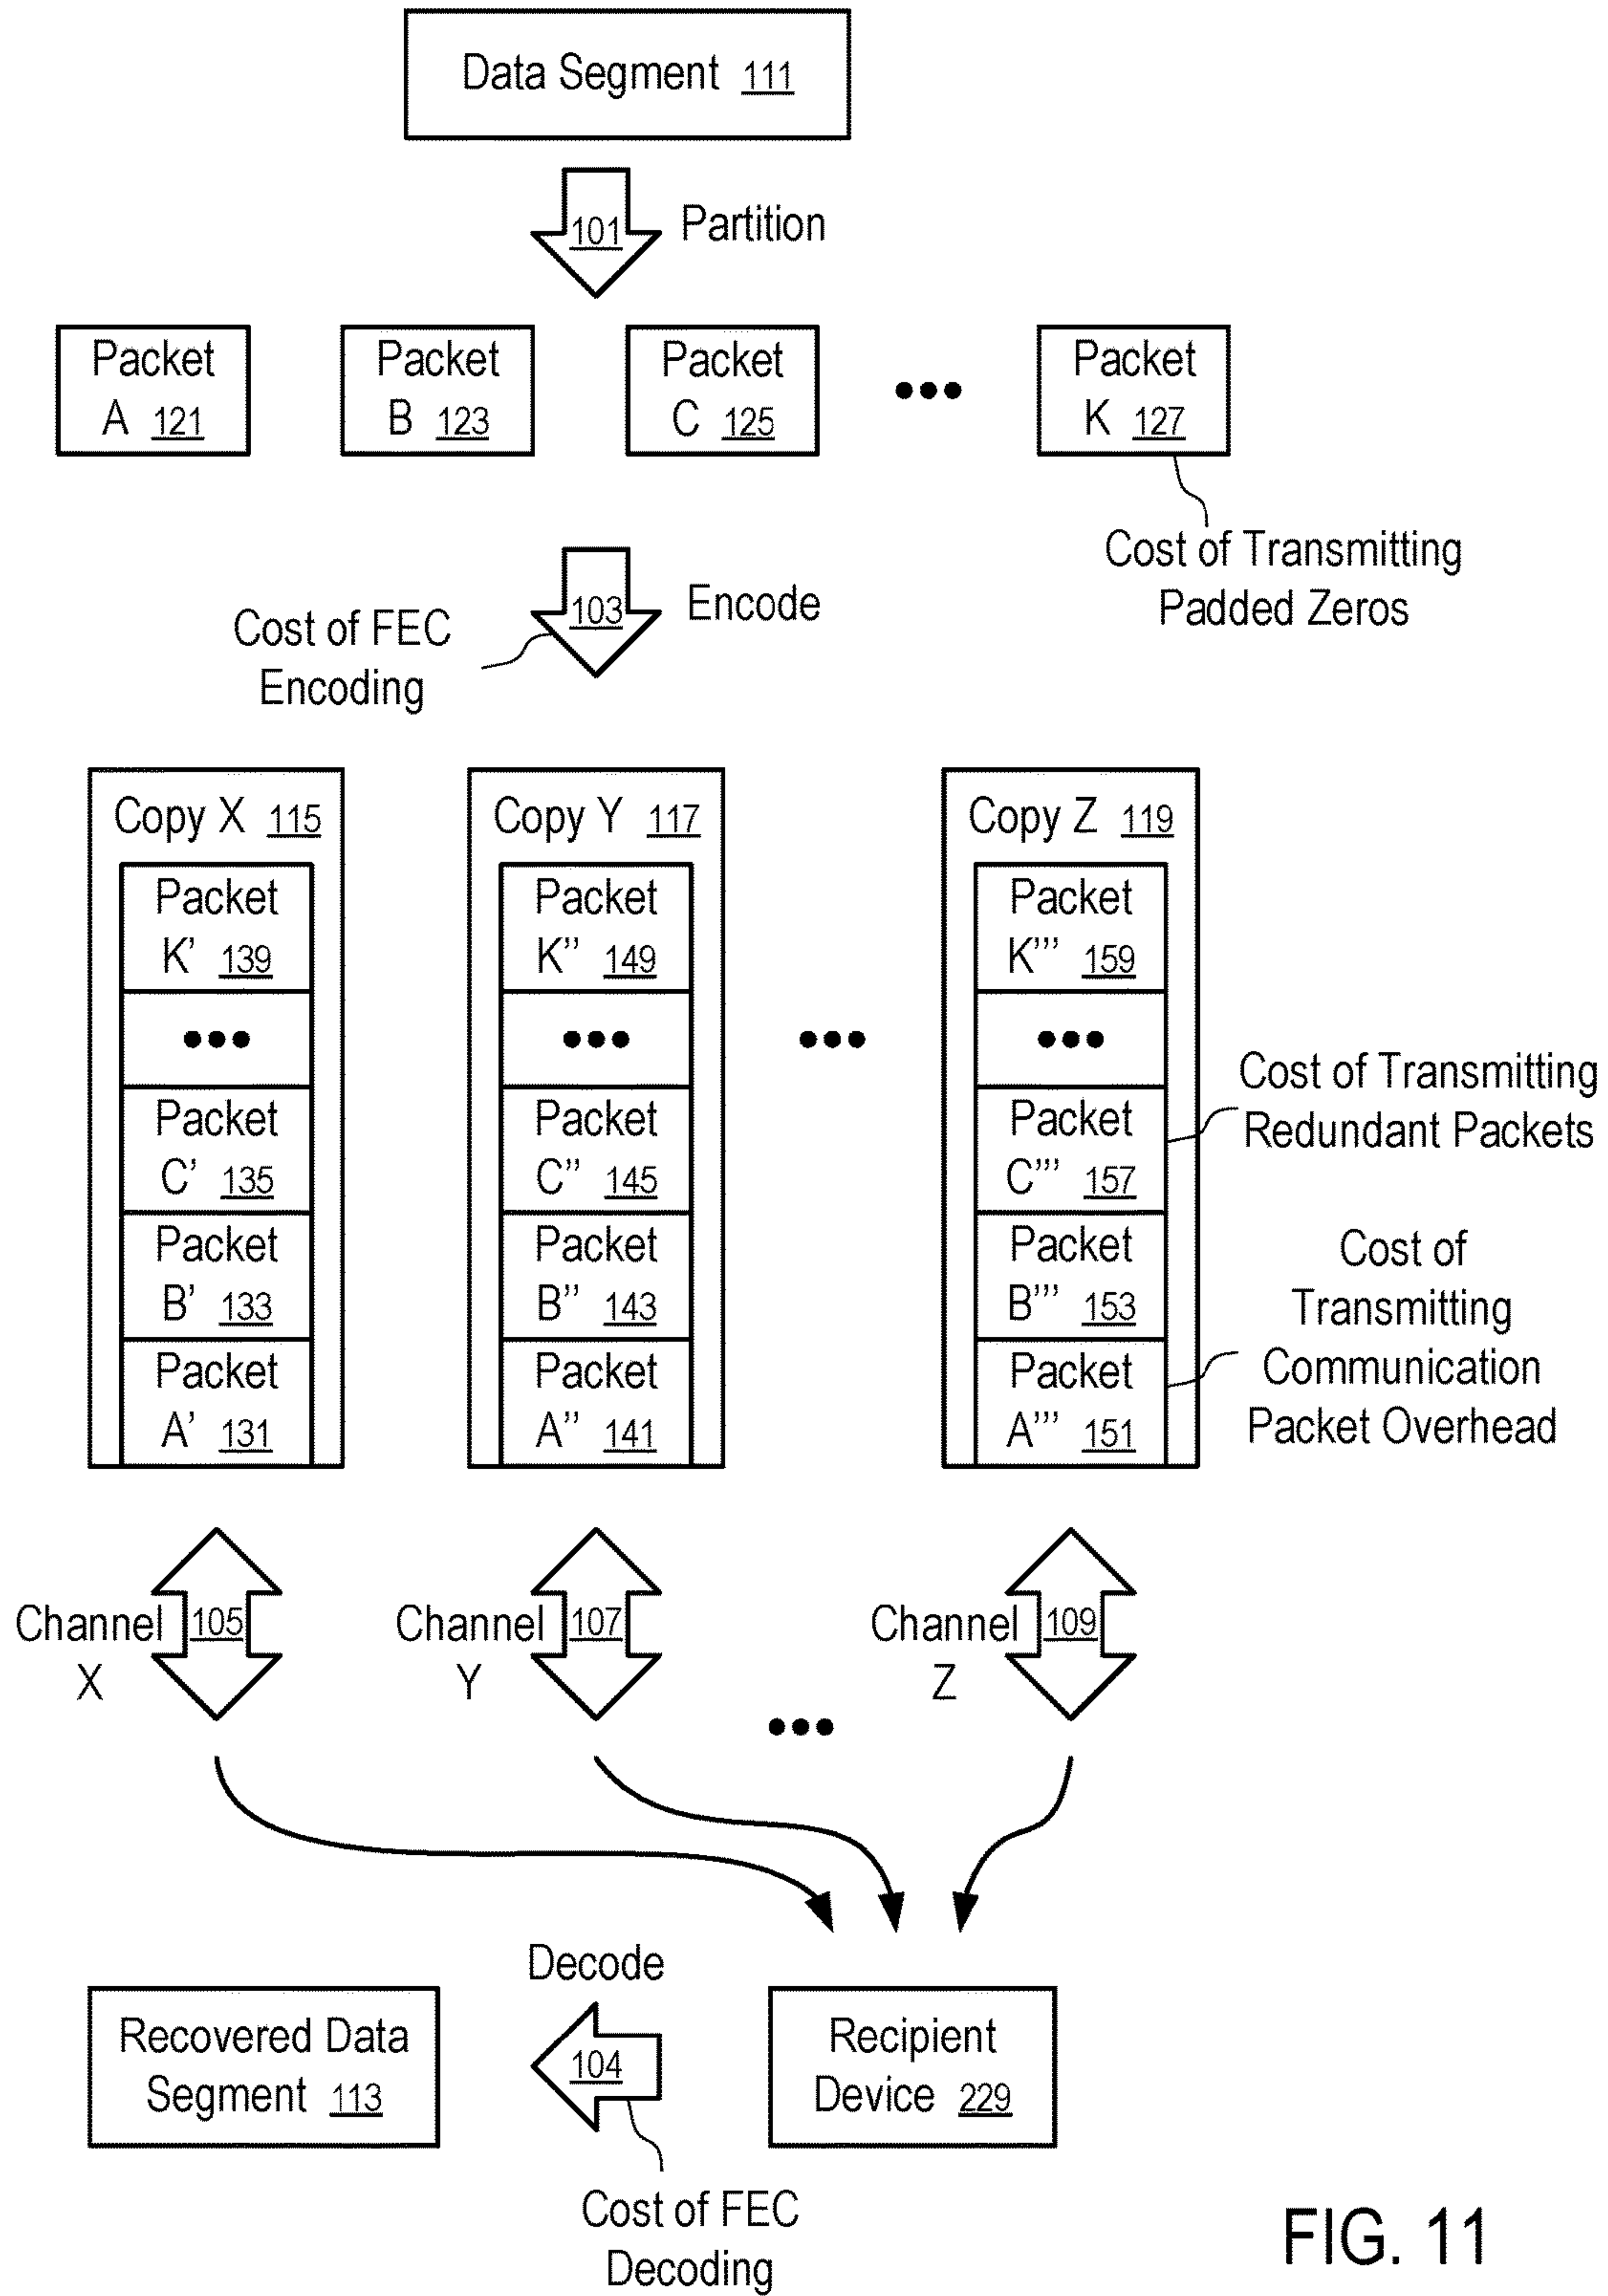 Data Segment 111
101
Partition
Packet
A 121
Packet
B 123
Packet
C 125
•••
Packet
K 127
Cost of Transmitting
Padded Zeros
103
Encode
Cost of FEC
Encoding
Copy X 115
Packet
K' 139
•••
Packet
C' 135
Packet
B' 133
Packet
A' 131
Copy Y 117
Packet
K" 149
•••
Packet
C" 145
Packet
B" 143
Packet
A" 141
•••
Copy Z 119
Packet
K''' 159
•••
Packet
C''' 157
Packet
B''' 153
Packet
A''' 151
Cost of Transmitting
Redundant Packets
Cost of
Transmitting
Communication
Packet Overhead
Channel
X
105
Channel
Y
107
•••
Channel
Z
109
Decode
Recovered Data
Segment 113
104
Recipient
Device 229
Cost of FEC
Decoding
FIG. 11